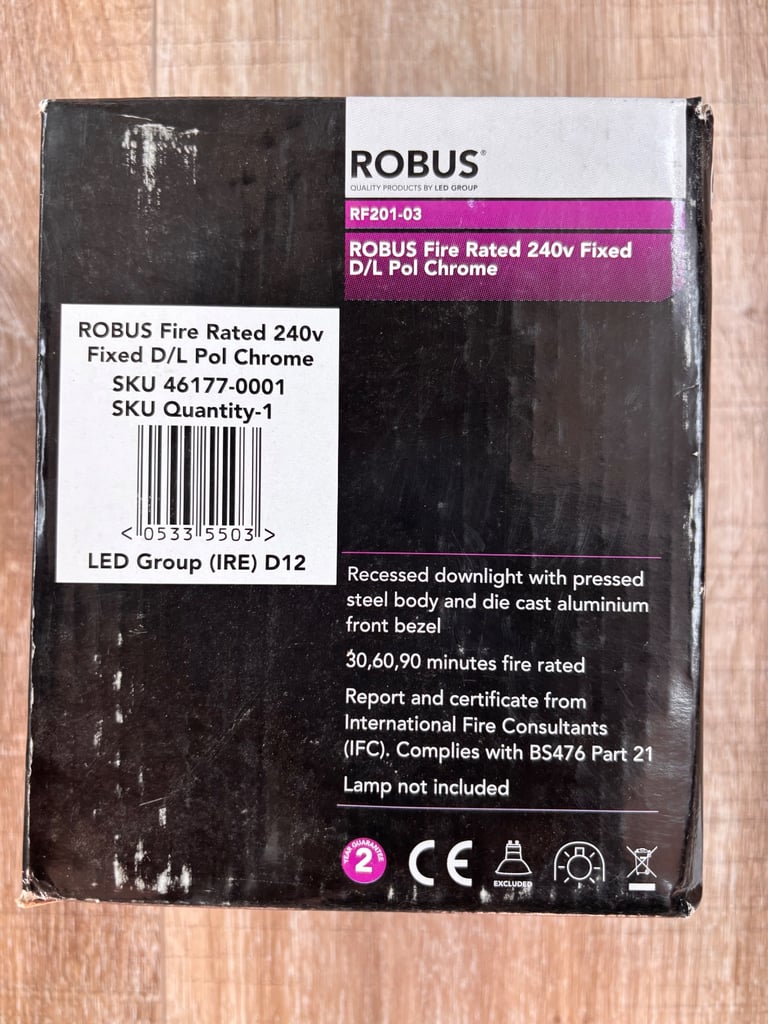 ROBUS®
QUALITY PRODUCTS BY LED GROUP
RF201-03
ROBUS Fire Rated 240v Fixed
D/L Pol Chrome
ROBUS Fire Rated 240v
Fixed D/L Pol Chrome
SKU 46177-0001
SKU Quantity-1
<0533 5503>
LED Group (IRE) D12
Recessed downlight with pressed
steel body and die cast aluminium
front bezel
30,60,90 minutes fire rated
Report and certificate from
International Fire Consultants
(IFC). Complies with BS476 Part 21
Lamp not included
YEAR GUARANTEE
2
CE
EXCLUDED